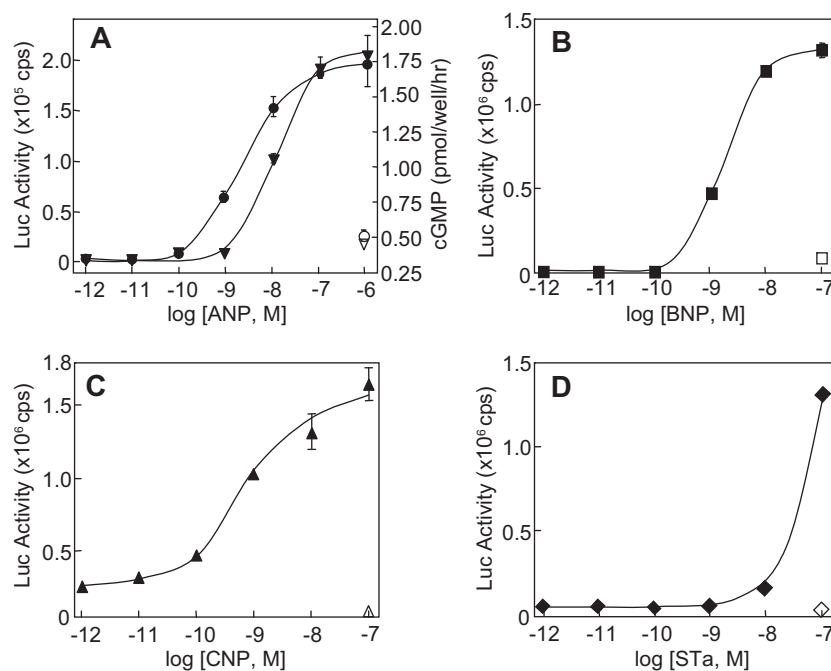 A
Luc Activity (x10⁵ cps)
2.0
1.5
1.0
0.5
0
2.00
1.75
1.50
1.25
1.00
0.75
0.50
0.25
cGMP (pmol/well/hr)
-12 -11 -10 -9 -8 -7 -6
log [ANP, M]
B
Luc Activity (x10⁶ cps)
1.5
1.0
0.5
0
-12 -11 -10 -9 -8 -7
log [BNP, M]
C
Luc Activity (x10⁶ cps)
1.8
1.5
1.0
0.5
0
-12 -11 -10 -9 -8 -7
log [CNP, M]
D
Luc Activity (x10⁶ cps)
1.5
1.0
0.5
0
-12 -11 -10 -9 -8 -7
log [STa, M]